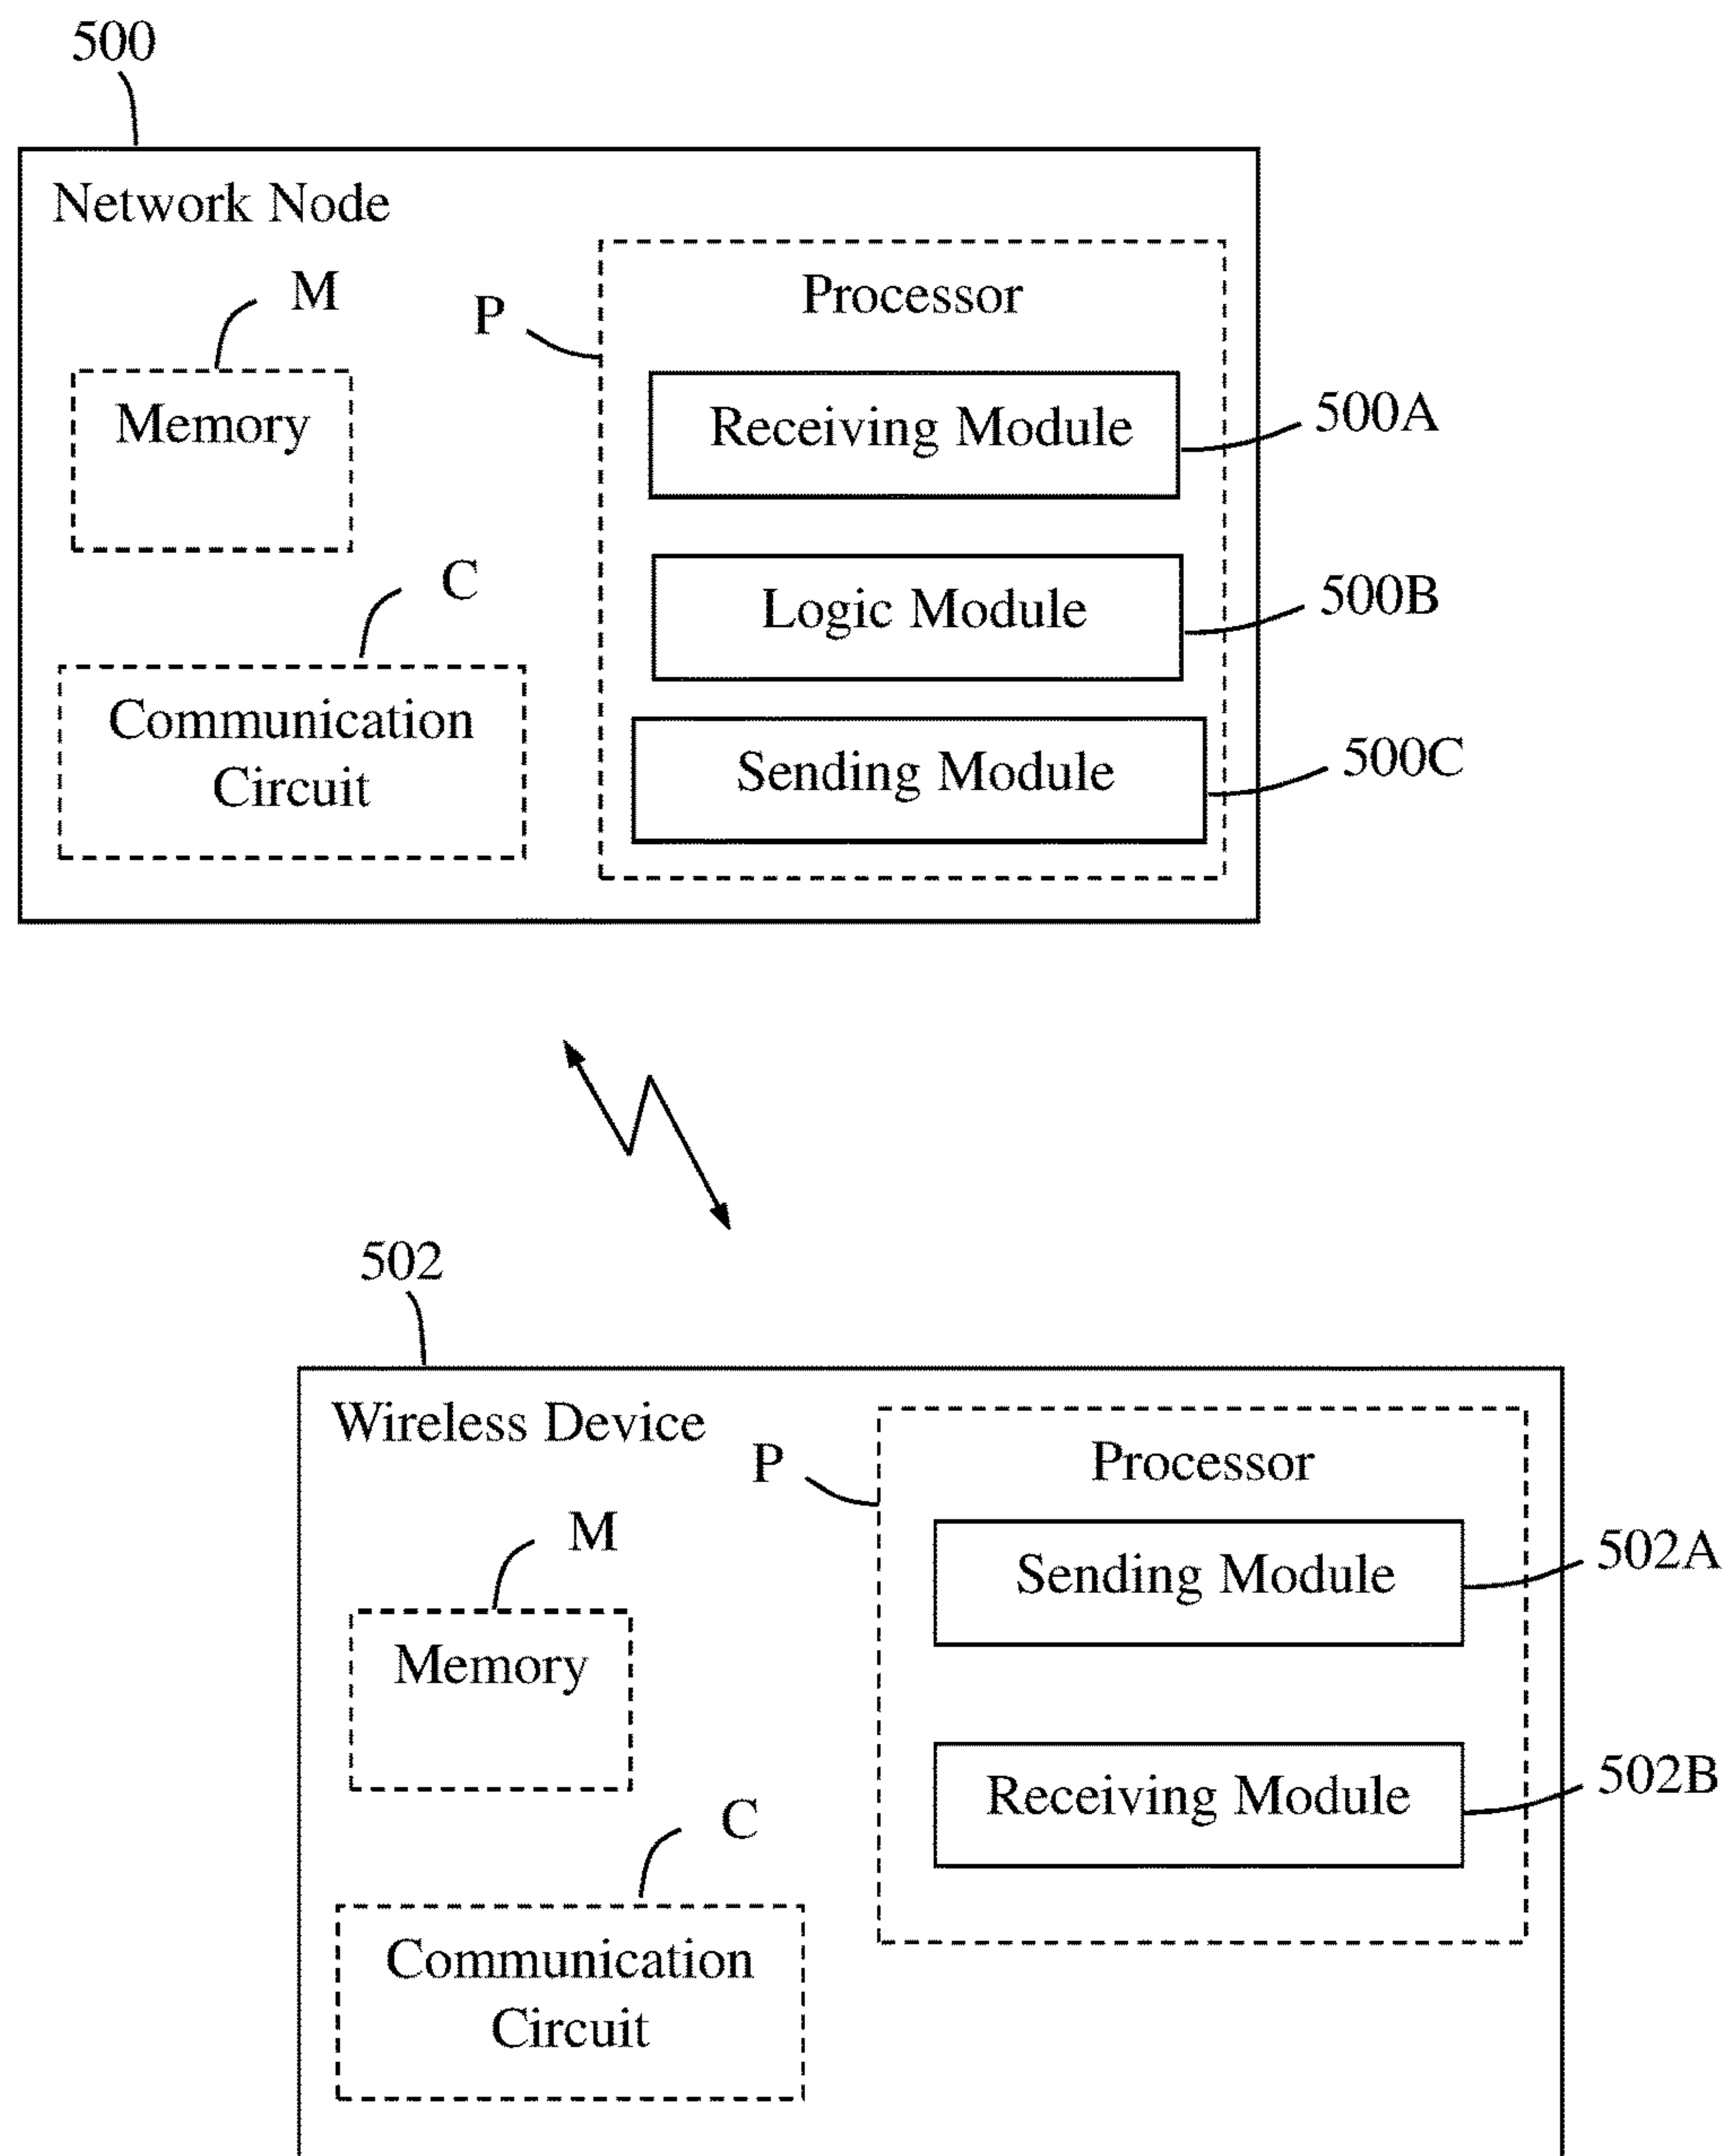 500
Network Node
M
P
Processor
Memory
Receiving Module
500A
C
Logic Module
500B
Communication
Circuit
Sending Module
500C
502
Wireless Device
P
Processor
M
Sending Module
502A
Memory
Receiving Module
502B
C
Communication
Circuit